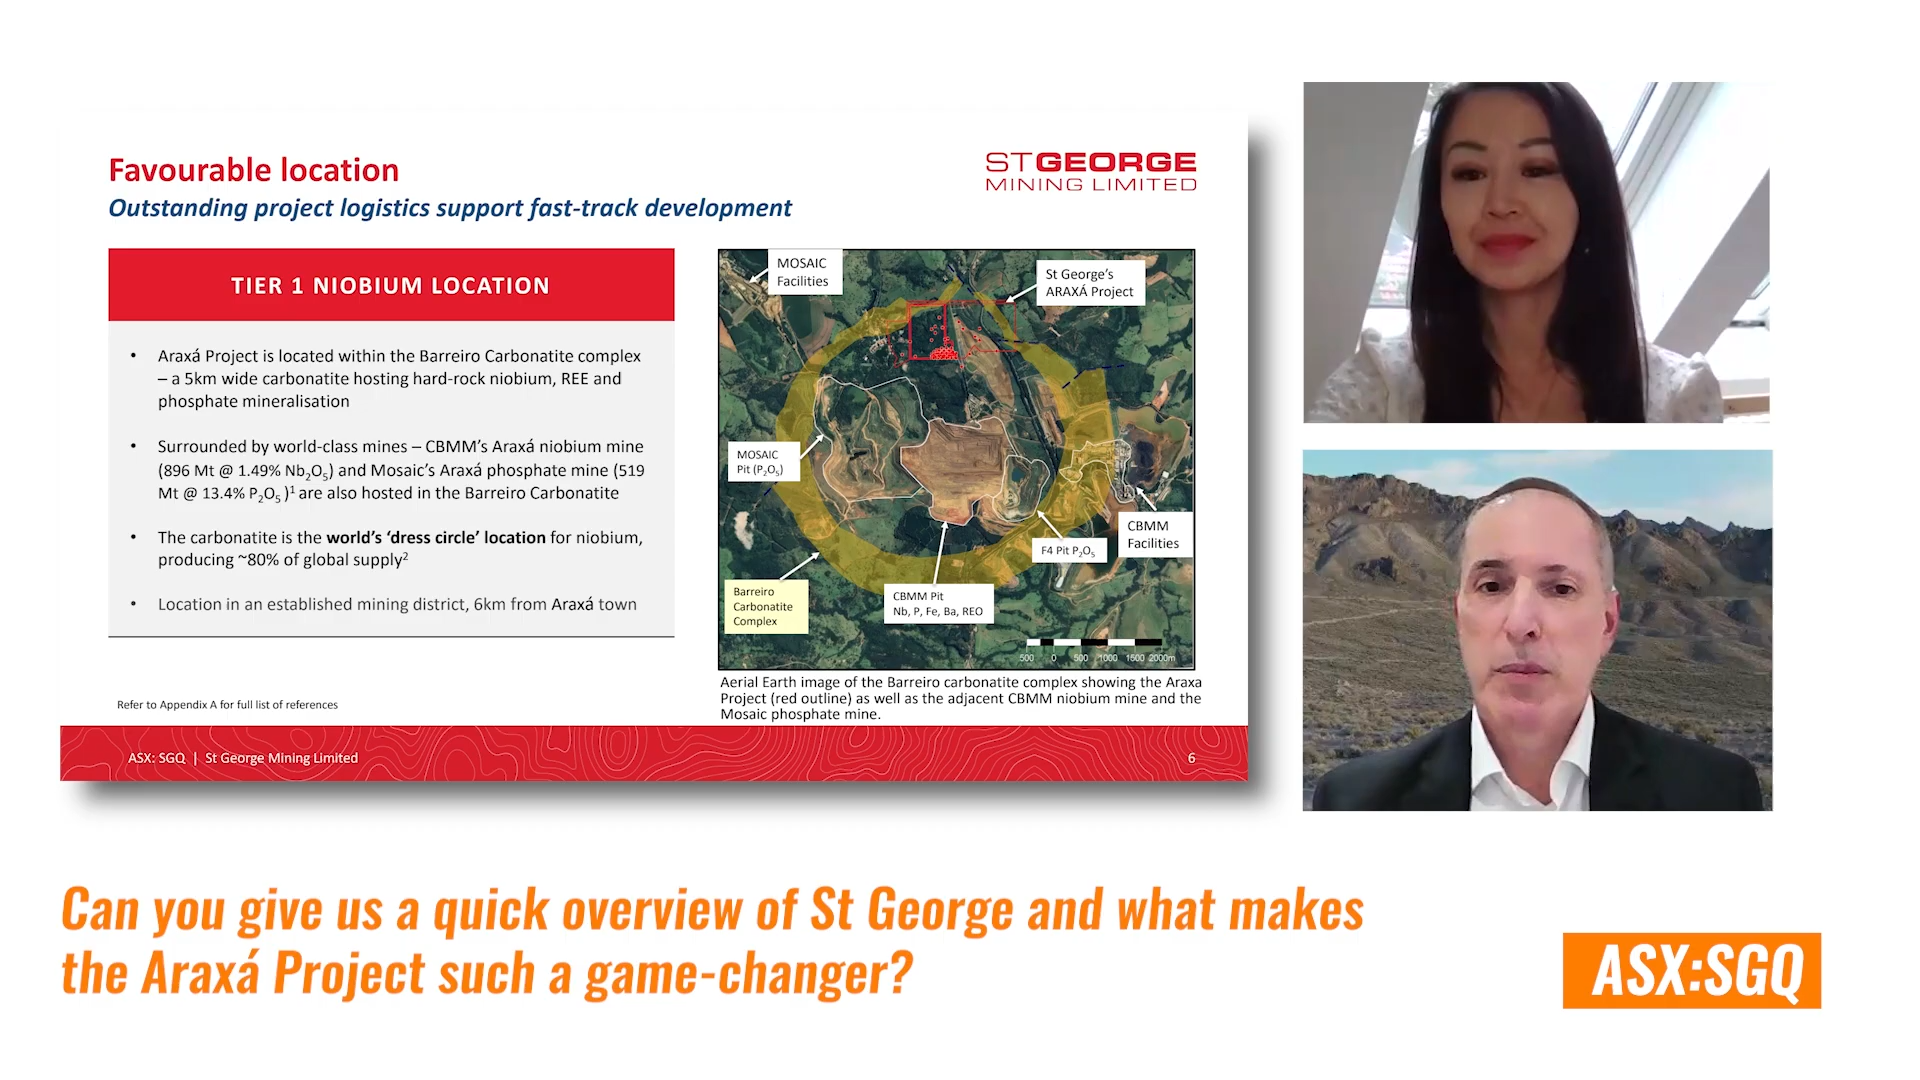 Favourable location
Outstanding project logistics support fast-track development
STGEORGE
MINING LIMITED
TIER 1 NIOBIUM LOCATION
• Araxá Project is located within the Barreiro Carbonatite complex
– a 5km wide carbonatite hosting hard-rock niobium, REE and
phosphate mineralisation
• Surrounded by world-class mines – CBMM’s Araxá niobium mine
(896 Mt @ 1.49% Nb₂O₅) and Mosaic’s Araxá phosphate mine (519
Mt @ 13.4% P₂O₅ )¹ are also hosted in the Barreiro Carbonatite
• The carbonatite is the world’s ‘dress circle’ location for niobium,
producing ~80% of global supply²
• Location in an established mining district, 6km from Araxá town
Refer to Appendix A for full list of references
MOSAIC
Facilities
St George’s
ARAXÁ Project
MOSAIC
Pit (P₂O₅)
CBMM
Facilities
F4 Pit P₂O₅
Barreiro
Carbonatite
Complex
CBMM Pit
Nb, P, Fe, Ba, REO
500 0 500 1000 1500 2000m
Aerial Earth image of the Barreiro carbonatite complex showing the Araxa
Project (red outline) as well as the adjacent CBMM niobium mine and the
Mosaic phosphate mine.
ASX: SGQ | St George Mining Limited
6
Can you give us a quick overview of St George and what makes
the Araxá Project such a game-changer?
ASX:SGQ